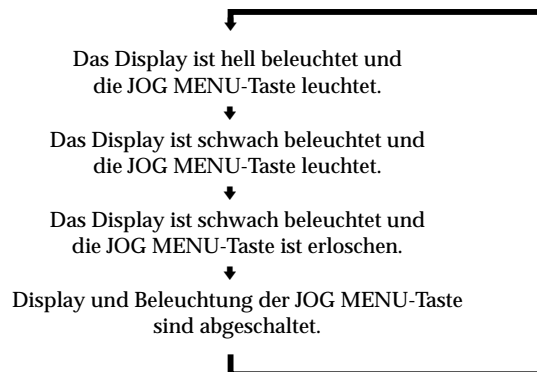 Das Display ist hell beleuchtet und
die JOG MENU-Taste leuchtet.
Das Display ist schwach beleuchtet und
die JOG MENU-Taste leuchtet.
Das Display ist schwach beleuchtet und
die JOG MENU-Taste ist erloschen.
Display und Beleuchtung der JOG MENU-Taste
sind abgeschaltet.